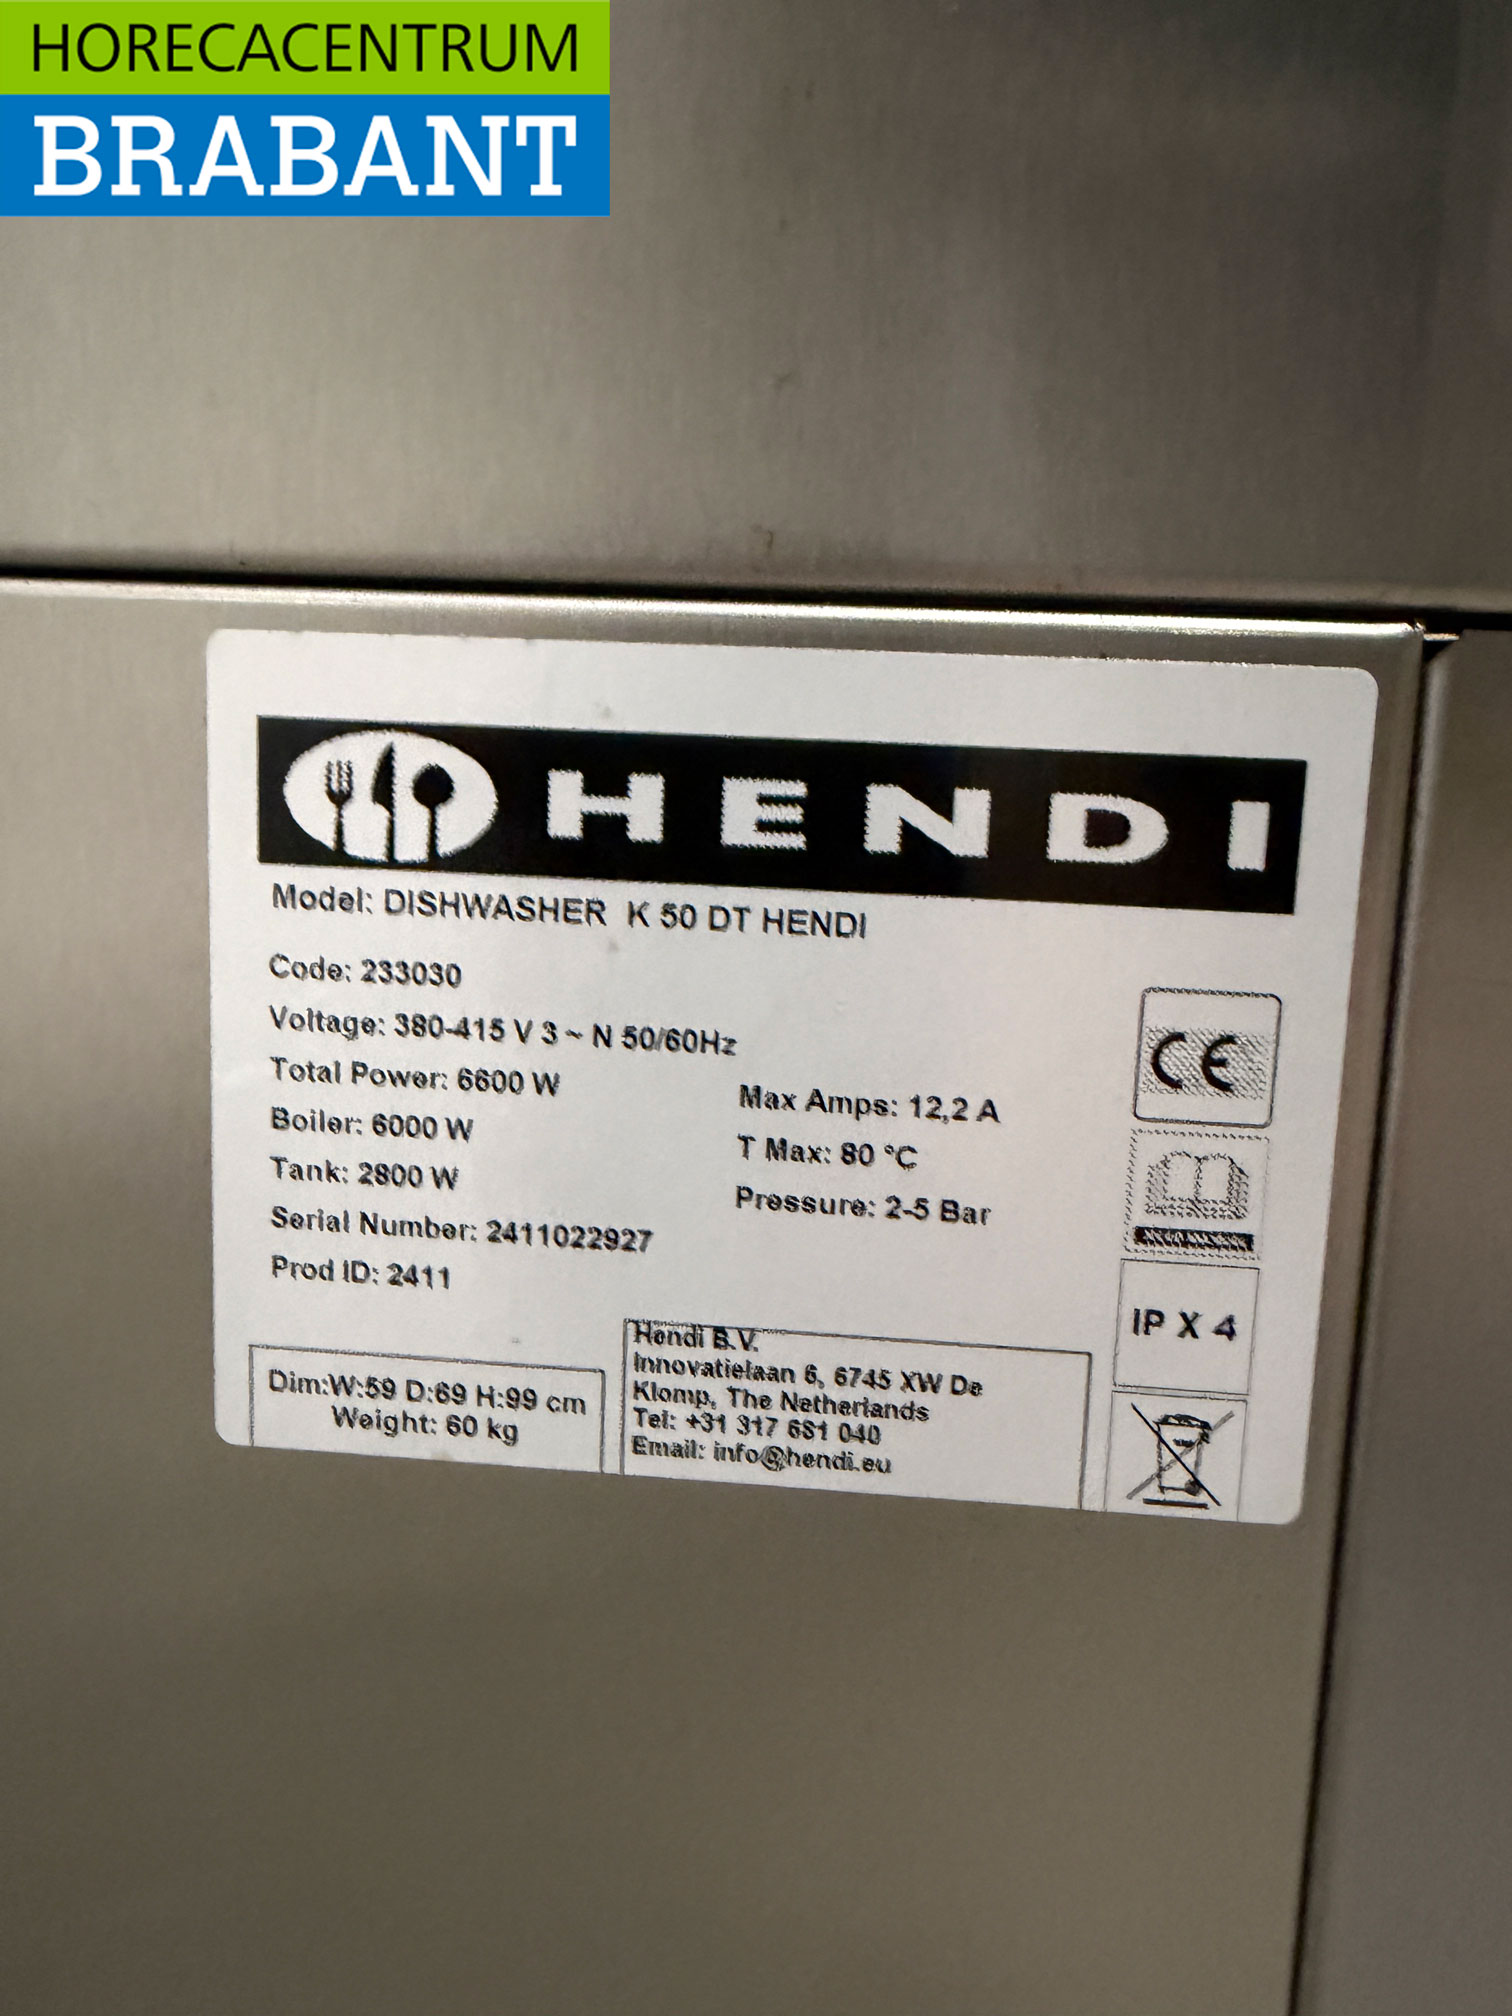 HORECACENTRUM
BRABANT
HENDI
Model: DISHWASHER K 50 DT HENDI
Code: 233030
Voltage: 380-415 V 3 ~ N 50/60Hz
Total Power: 6600 W
Boiler: 6000 W
Tank: 2800 W
Serial Number: 2411022927
Prod ID: 2411
Max Amps: 12,2 A
T Max: 80 °C
Pressure: 2-5 Bar
CE
IP X 4
Dim:W:59 D:69 H:99 cm
Weight: 60 kg
Hendi B.V.
Innovatielaan 6, 6745 XW De
Klomp, The Netherlands
Tel: +31 317 681 040
Email: info@hendi.eu